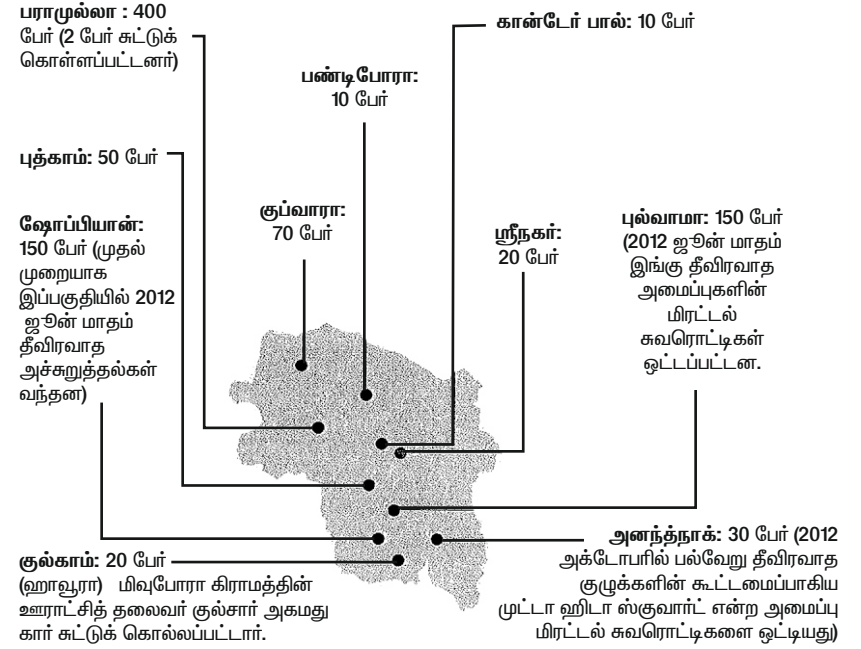 பராமுல்லா : 400
பேர் (2 பேர் சுட்டுக்
கொள்ளப்பட்டனர்)
கான்டேர் பால்: 10 பேர்
பண்டிபோரா:
10 பேர்
புத்காம்: 50 பேர்
ஷோப்பியான்:
150 பேர் (முதல்
முறையாக
இப்பகுதியில் 2012
ஜூன் மாதம்
தீவிரவாத
அச்சுறுத்தல்கள்
வந்தன)
குப்வாரா:
70 பேர்
ஸ்ரீநகர்:
20 பேர்
புல்வாமா: 150 பேர்
(2012 ஜூன் மாதம்
இங்கு தீவிரவாத
அமைப்புகளின்
மிரட்டல்
சுவரொட்டிகள்
ஒட்டப்பட்டன.
குல்காம்: 20 பேர்
(ஹாவூரா) மிவுபோரா கிராமத்தின்
ஊராட்சித் தலைவர் குல்சார் அகமது
கார் சுட்டுக் கொல்லப்பட்டார்.
அனந்த்நாக்: 30 பேர் (2012
அக்டோபரில் பல்வேறு தீவிரவாத
குழுக்களின் கூட்டமைப்பாகிய
முட்டா ஹிடா ஸ்குவார்ட் என்ற அமைப்பு
மிரட்டல் சுவரொட்டிகளை ஒட்டியது)